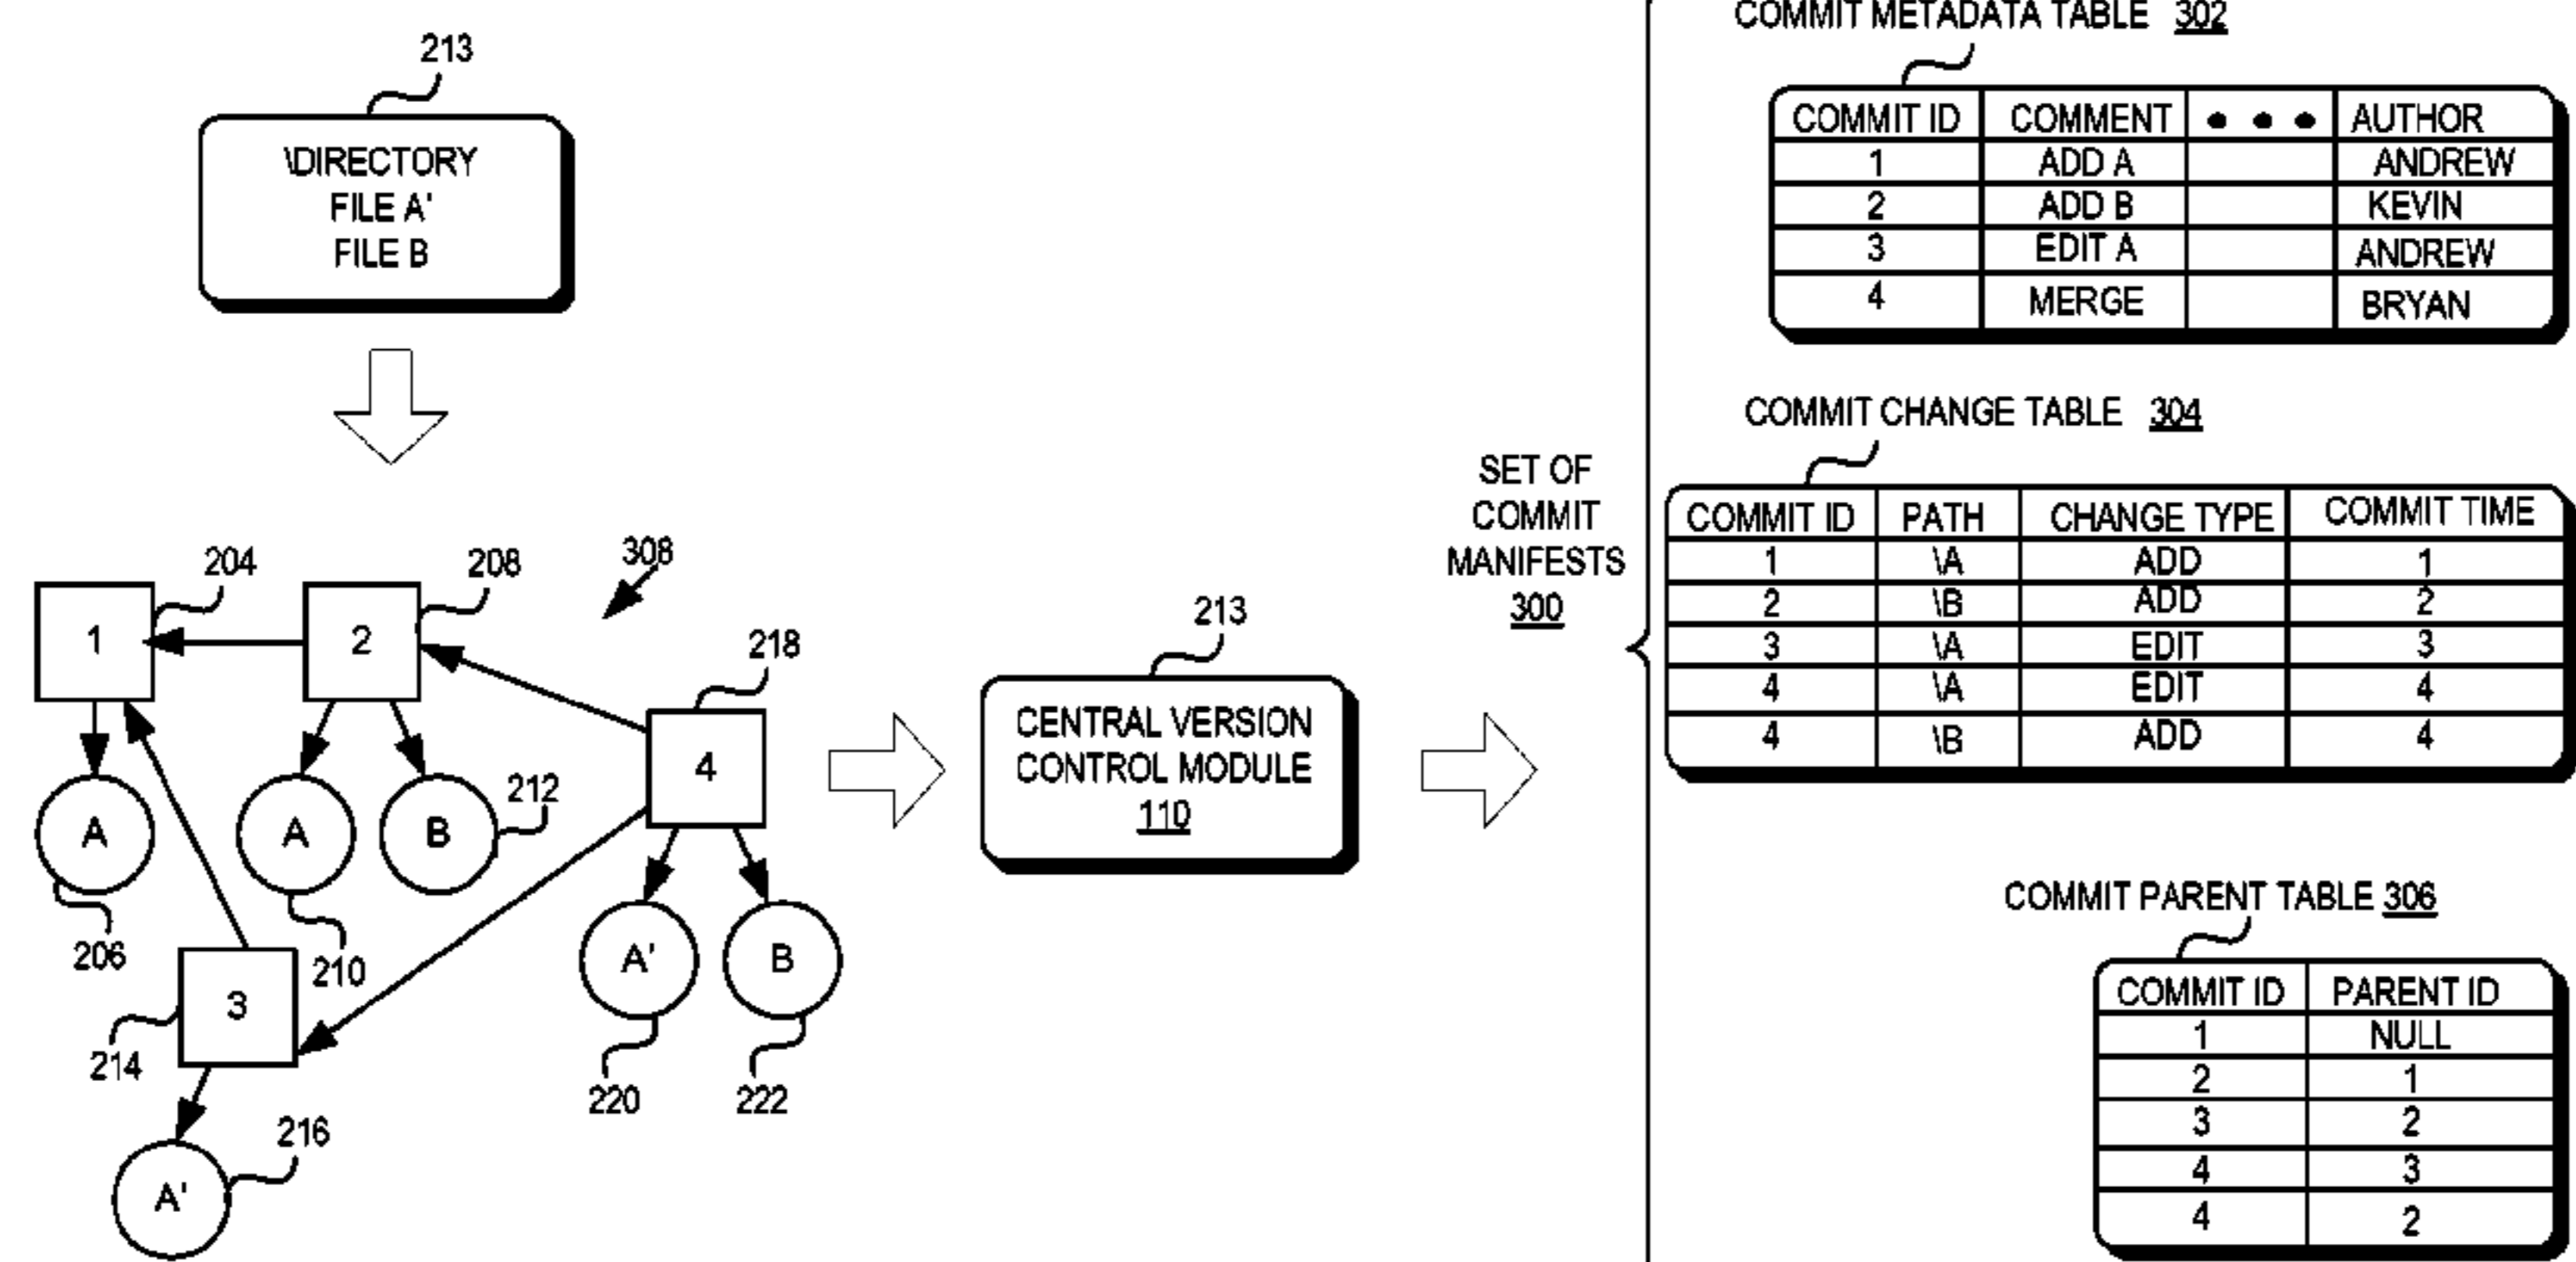 213
\DIRECTORY
FILE A'
FILE B
308
1
204
2
208
4
218
3
214
A
206
A
210
B
212
A'
216
A'
220
B
222
213
CENTRAL VERSION
CONTROL MODULE
110
SET OF
COMMIT
MANIFESTS
300
COMMIT METADATA TABLE 302
COMMIT ID COMMENT • • • AUTHOR
1 ADD A ANDREW
2 ADD B KEVIN
3 EDIT A ANDREW
4 MERGE BRYAN
COMMIT CHANGE TABLE 304
COMMIT ID PATH CHANGE TYPE COMMIT TIME
1 \A ADD 1
2 \B ADD 2
3 \A EDIT 3
4 \A EDIT 4
4 \B ADD 4
COMMIT PARENT TABLE 306
COMMIT ID PARENT ID
1 NULL
2 1
3 2
4 3
4 2